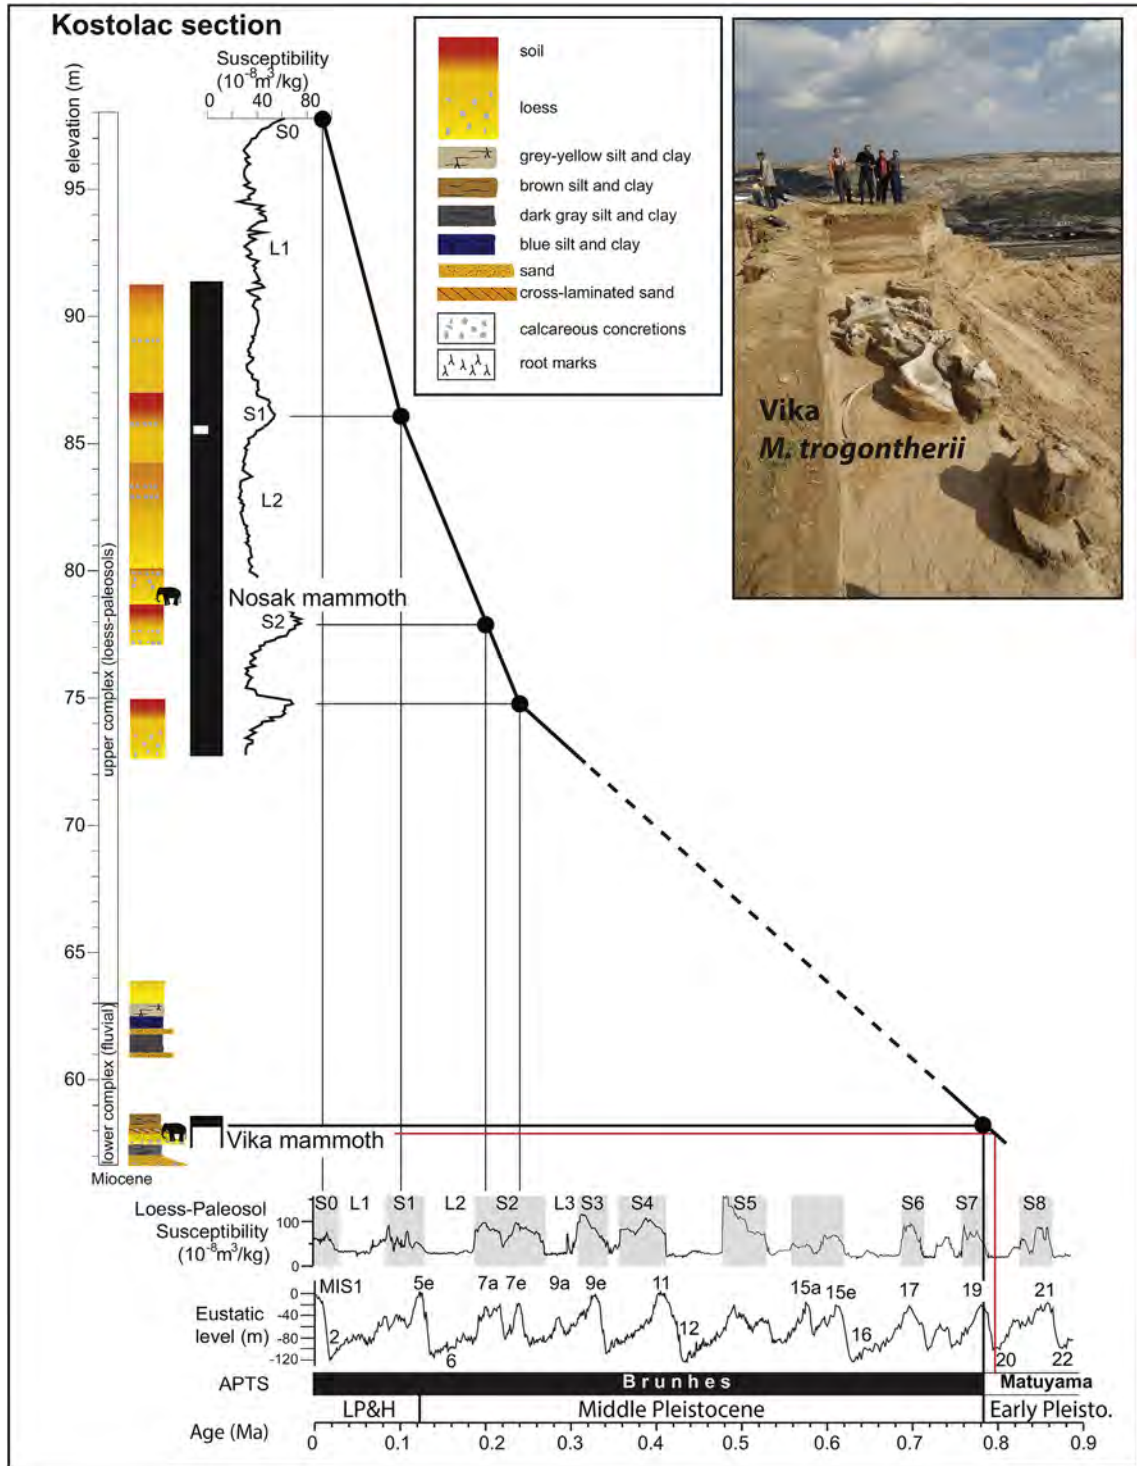 Kostolac section
Susceptibility
(10⁻⁸m³/kg)
0 40 80
elevation (m)
95
90
85
80
75
70
65
60
upper complex (loess-paleosols)
lower complex (fluvial)
Miocene
S0
L1
S1
L2
Nosak mammoth
S2
Vika mammoth
soil
loess
grey-yellow silt and clay
brown silt and clay
dark gray silt and clay
blue silt and clay
sand
cross-laminated sand
calcareous concretions
root marks
Vika
M. trogontherii
Loess-Paleosol
Susceptibility
(10⁻⁸m³/kg)
100
0
S0 L1 S1 L2 S2 L3 S3 S4 S5 S6 S7 S8
Eustatic
level (m)
0
-40
-80
-120
MIS1 2 5e 6 7a 7e 9a 9e 11 12 15a 15e 16 17 19 20 21 22
APTS
Brunhes
Matuyama
LP&H
Middle Pleistocene
Early Pleisto.
Age (Ma)
0 0.1 0.2 0.3 0.4 0.5 0.6 0.7 0.8 0.9